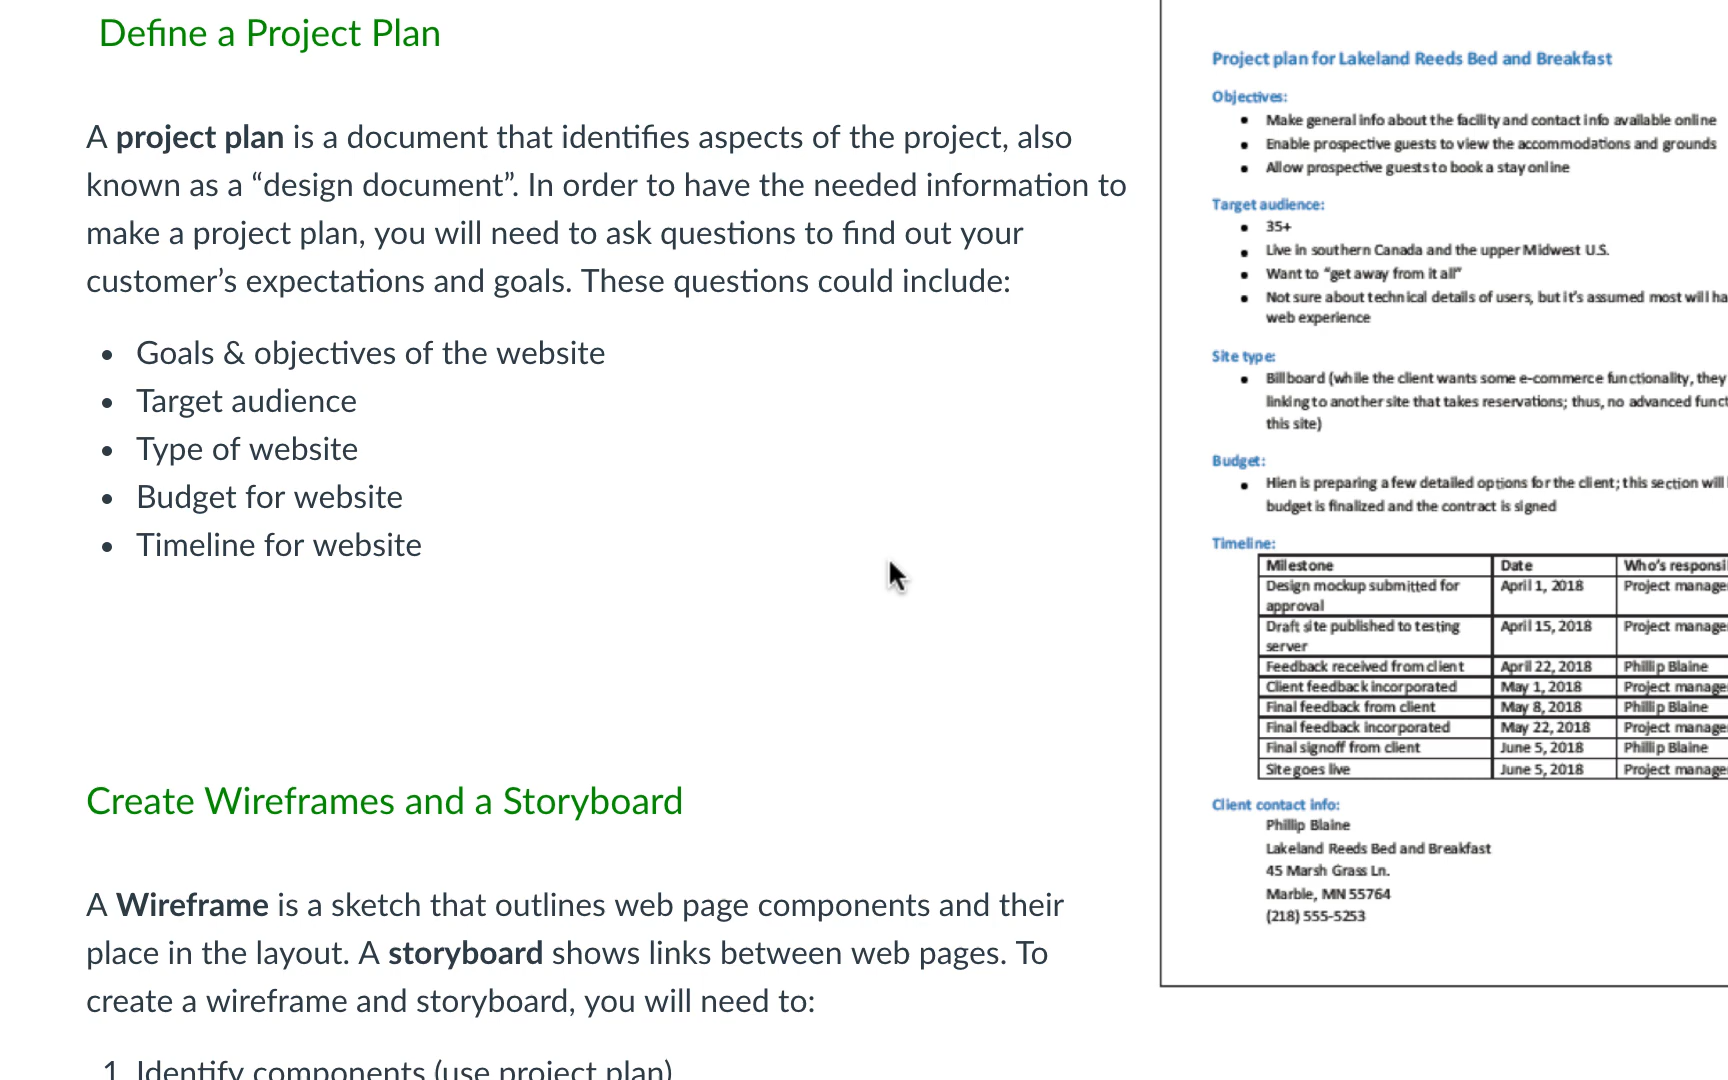 Define a Project Plan
A project plan is a document that identifies aspects of the project, also
known as a “design document”. In order to have the needed information to
make a project plan, you will need to ask questions to find out your
customer’s expectations and goals. These questions could include:
• Goals & objectives of the website
• Target audience
• Type of website
• Budget for website
• Timeline for website
Create Wireframes and a Storyboard
A Wireframe is a sketch that outlines web page components and their
place in the layout. A storyboard shows links between web pages. To
create a wireframe and storyboard, you will need to:
1. Identify components (use project plan)
Project plan for Lakeland Reeds Bed and Breakfast
Objectives:
• Make general info about the facility and contact info available online
• Enable prospective guests to view the accommodations and grounds
• Allow prospective guests to book a stay online
Target audience:
• 35+
• Live in southern Canada and the upper Midwest U.S.
• Want to “get away from it all”
• Not sure about technical details of users, but it’s assumed most will ha
web experience
Site type:
• Billboard (while the client wants some e-commerce functionality, they
linking to another site that takes reservations; thus, no advanced funct
this site)
Budget:
• Hien is preparing a few detailed options for the client; this section will
budget is finalized and the contract is signed
Timeline:
Milestone Date Who’s responsi
Design mockup submitted for April 1, 2018 Project manage
approval
Draft site published to testing April 15, 2018 Project manage
server
Feedback received from client April 22, 2018 Phillip Blaine
Client feedback incorporated May 1, 2018 Project manage
Final feedback from client May 8, 2018 Phillip Blaine
Final feedback incorporated May 22, 2018 Project manage
Final signoff from client June 5, 2018 Phillip Blaine
Site goes live June 5, 2018 Project manage
Client contact info:
Phillip Blaine
Lakeland Reeds Bed and Breakfast
45 Marsh Grass Ln.
Marble, MN 55764
(218) 555-5253